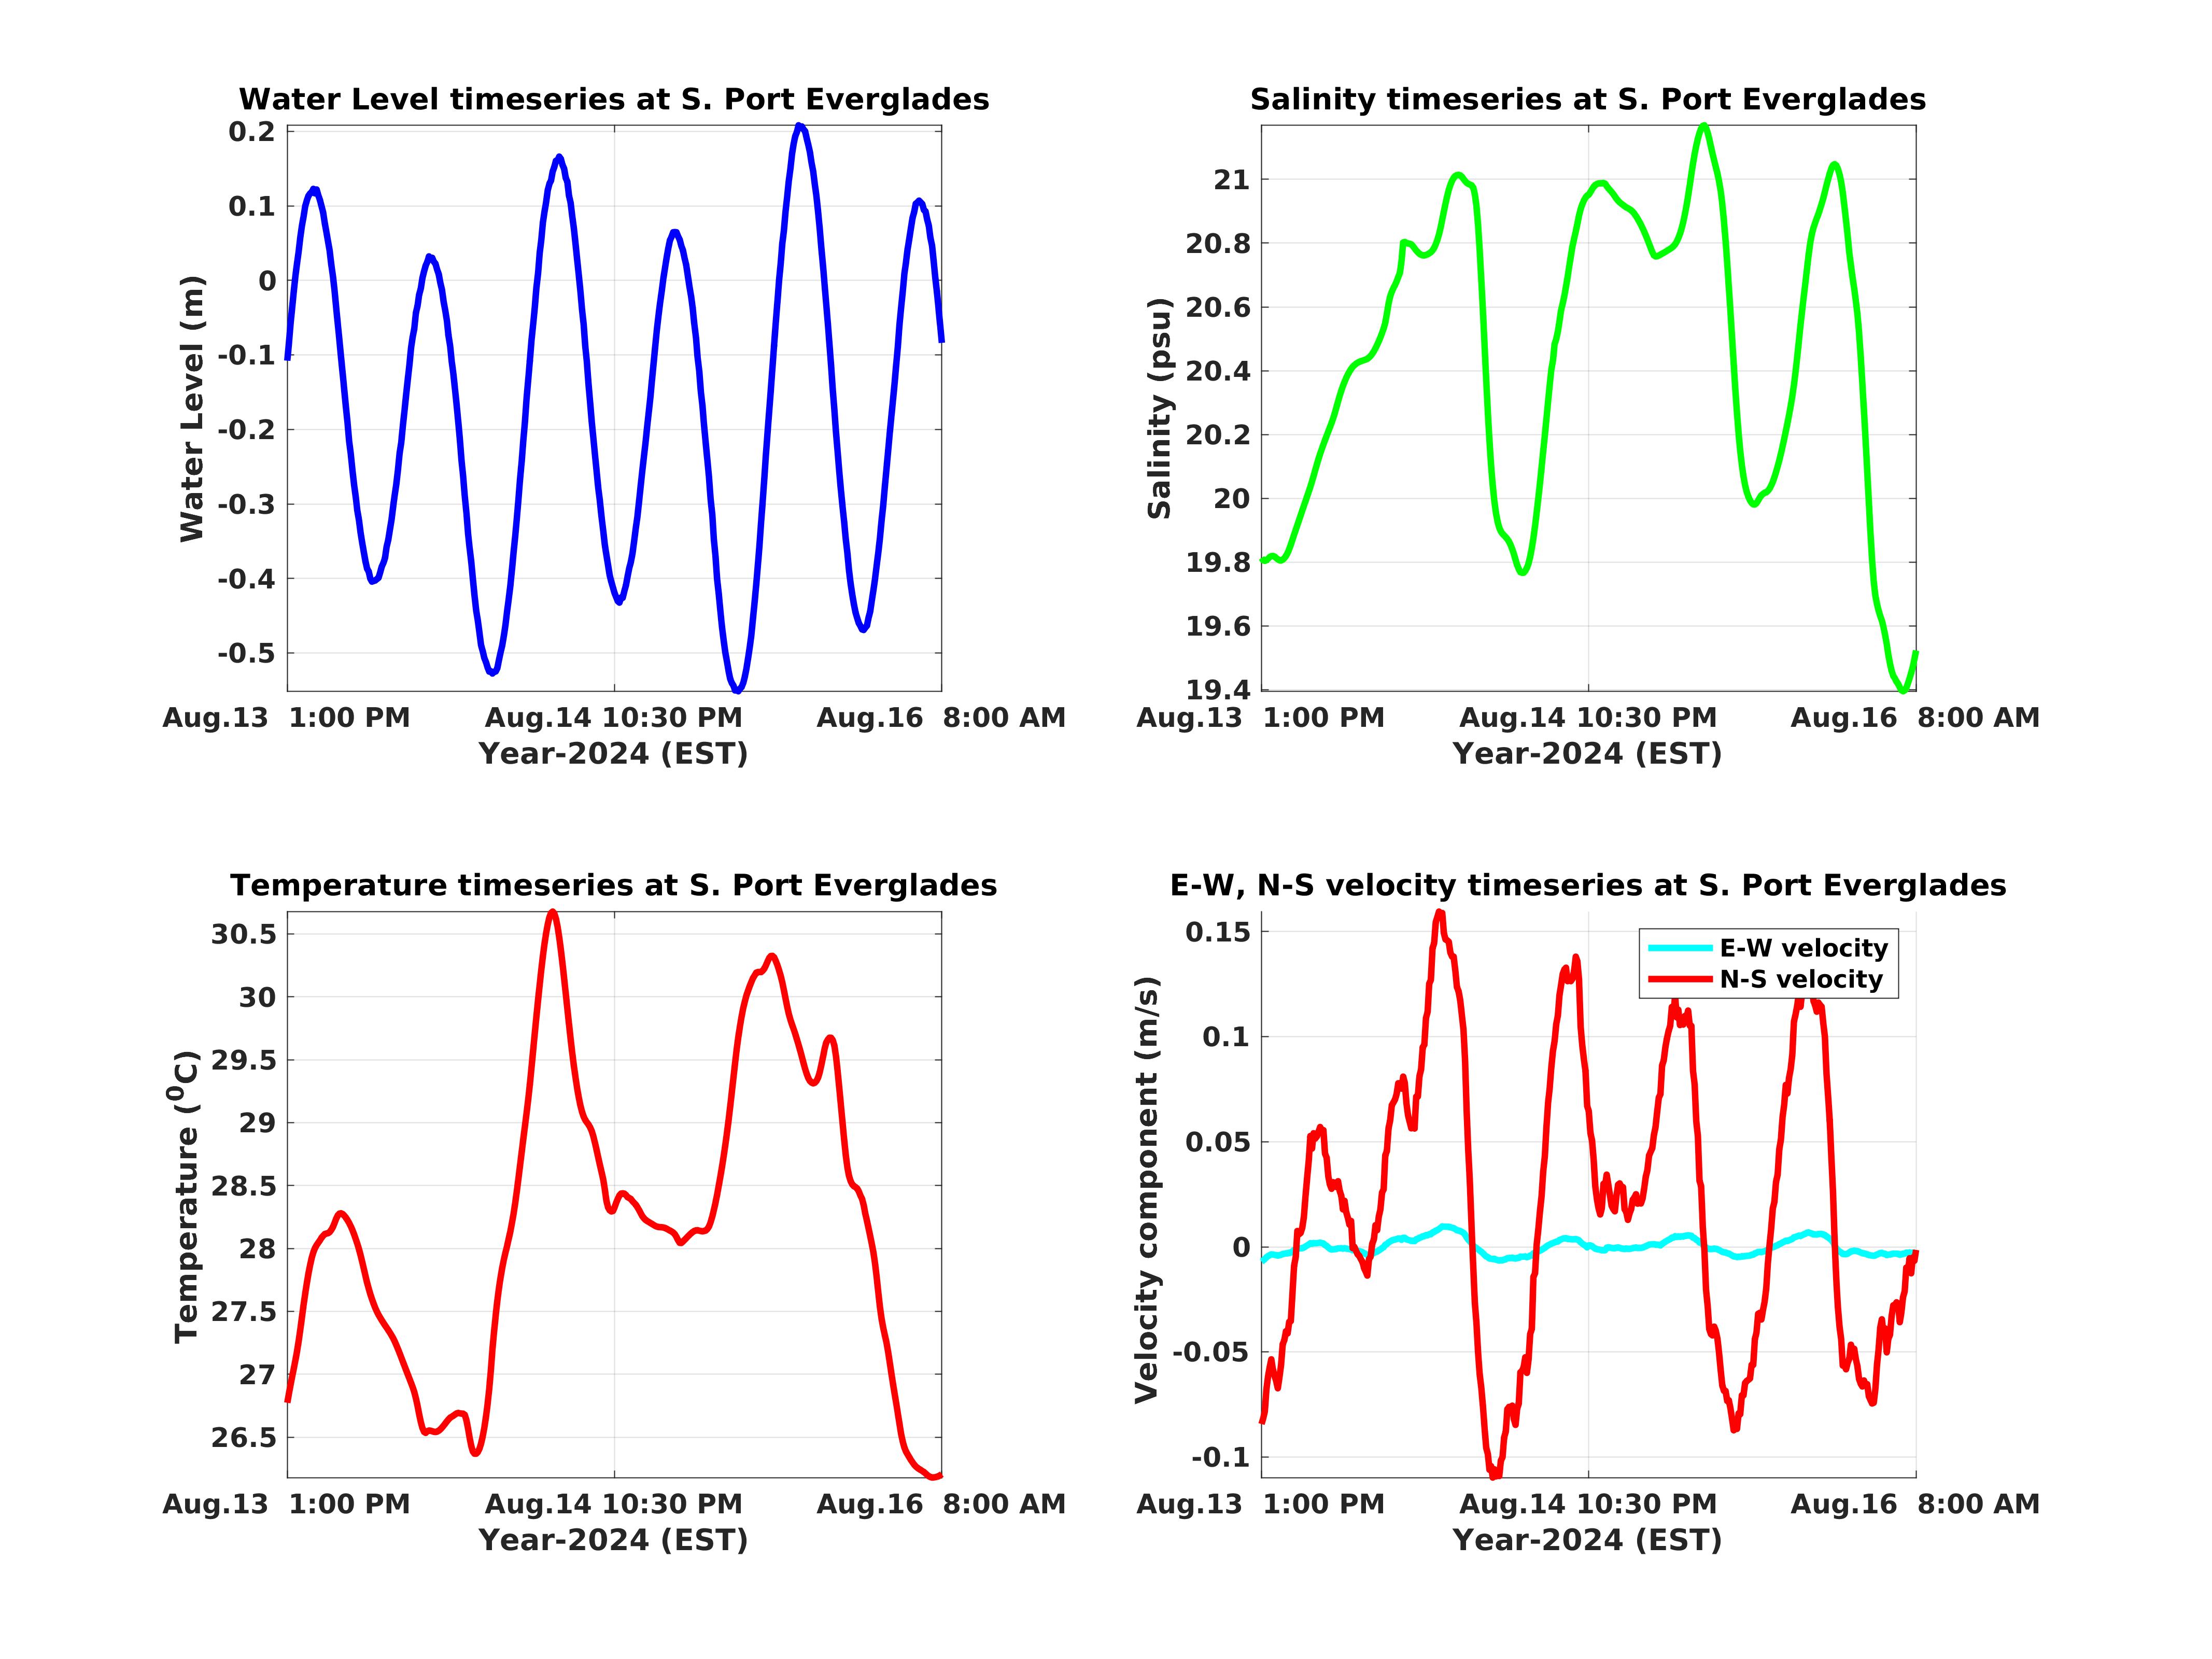 Water Level timeseries at S. Port Everglades
Water Level (m)
0.2
0.1
0
-0.1
-0.2
-0.3
-0.4
-0.5
Aug.13 1:00 PM
Aug.14 10:30 PM
Aug.16 8:00 AM
Year-2024 (EST)
Salinity timeseries at S. Port Everglades
Salinity (psu)
21
20.8
20.6
20.4
20.2
20
19.8
19.6
19.4
Aug.13 1:00 PM
Aug.14 10:30 PM
Aug.16 8:00 AM
Year-2024 (EST)
Temperature timeseries at S. Port Everglades
Temperature (⁰C)
30.5
30
29.5
29
28.5
28
27.5
27
26.5
Aug.13 1:00 PM
Aug.14 10:30 PM
Aug.16 8:00 AM
Year-2024 (EST)
E-W, N-S velocity timeseries at S. Port Everglades
Velocity component (m/s)
0.15
0.1
0.05
0
-0.05
-0.1
E-W velocity
N-S velocity
Aug.13 1:00 PM
Aug.14 10:30 PM
Aug.16 8:00 AM
Year-2024 (EST)